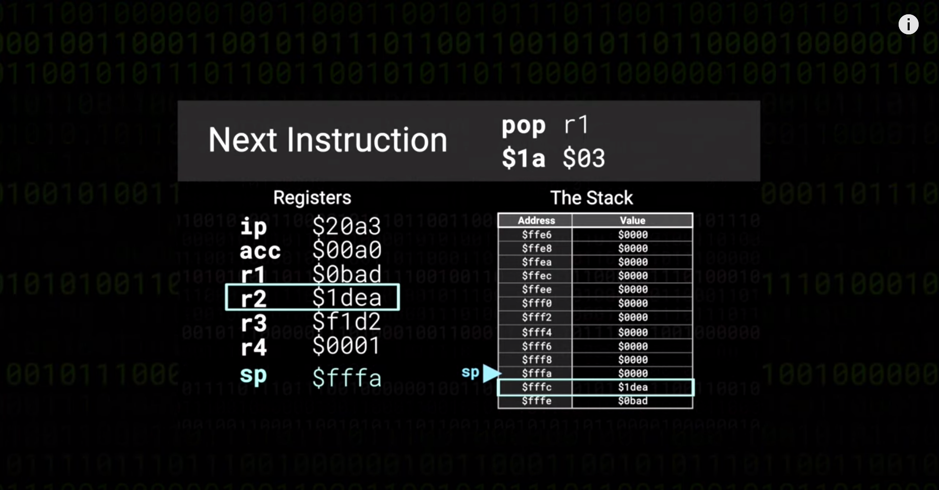 Next Instruction
pop r1
$1a $03
Registers
ip $20a3
acc $00a0
r1 $0bad
r2 $1dea
r3 $f1d2
r4 $0001
sp $fffa
The Stack
Address Value
$ffe6 $0000
$ffe8 $0000
$ffea $0000
$ffec $0000
$ffee $0000
$fff0 $0000
$fff2 $0000
$fff4 $0000
$fff6 $0000
$fff8 $0000
sp $fffa $0000
$fffc $1dea
$fffe $0bad